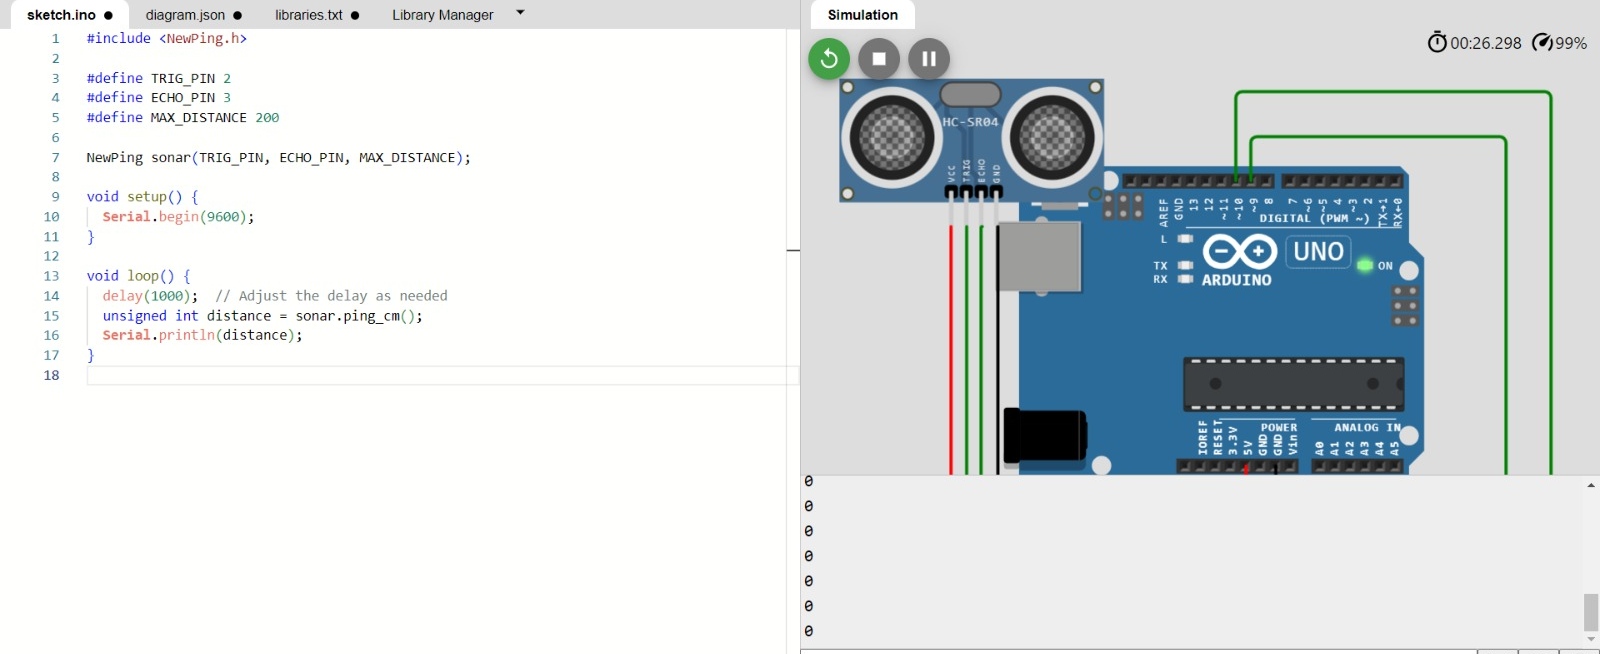 sketch.ino ● diagram.json ● libraries.txt ● Library Manager
1 #include <NewPing.h>
2
3 #define TRIG_PIN 2
4 #define ECHO_PIN 3
5 #define MAX_DISTANCE 200
6
7 NewPing sonar(TRIG_PIN, ECHO_PIN, MAX_DISTANCE);
8
9 void setup() {
10 Serial.begin(9600);
11 }
12
13 void loop() {
14 delay(1000); // Adjust the delay as needed
15 unsigned int distance = sonar.ping_cm();
16 Serial.println(distance);
17 }
18
Simulation
00:26.298 99%
HC-SR04
VCC TRIG ECHO GND
AREF GND 13 12 ~11 ~10 ~9 8 7 ~6 ~5 4 ~3 2 TX→1 RX←0
DIGITAL (PWM ~)
L
TX
RX
UNO
ARDUINO
ON
POWER
ANALOG IN
IOREF RESET 3.3V 5V GND GND Vin A0 A1 A2 A3 A4 A5
0
0
0
0
0
0
0